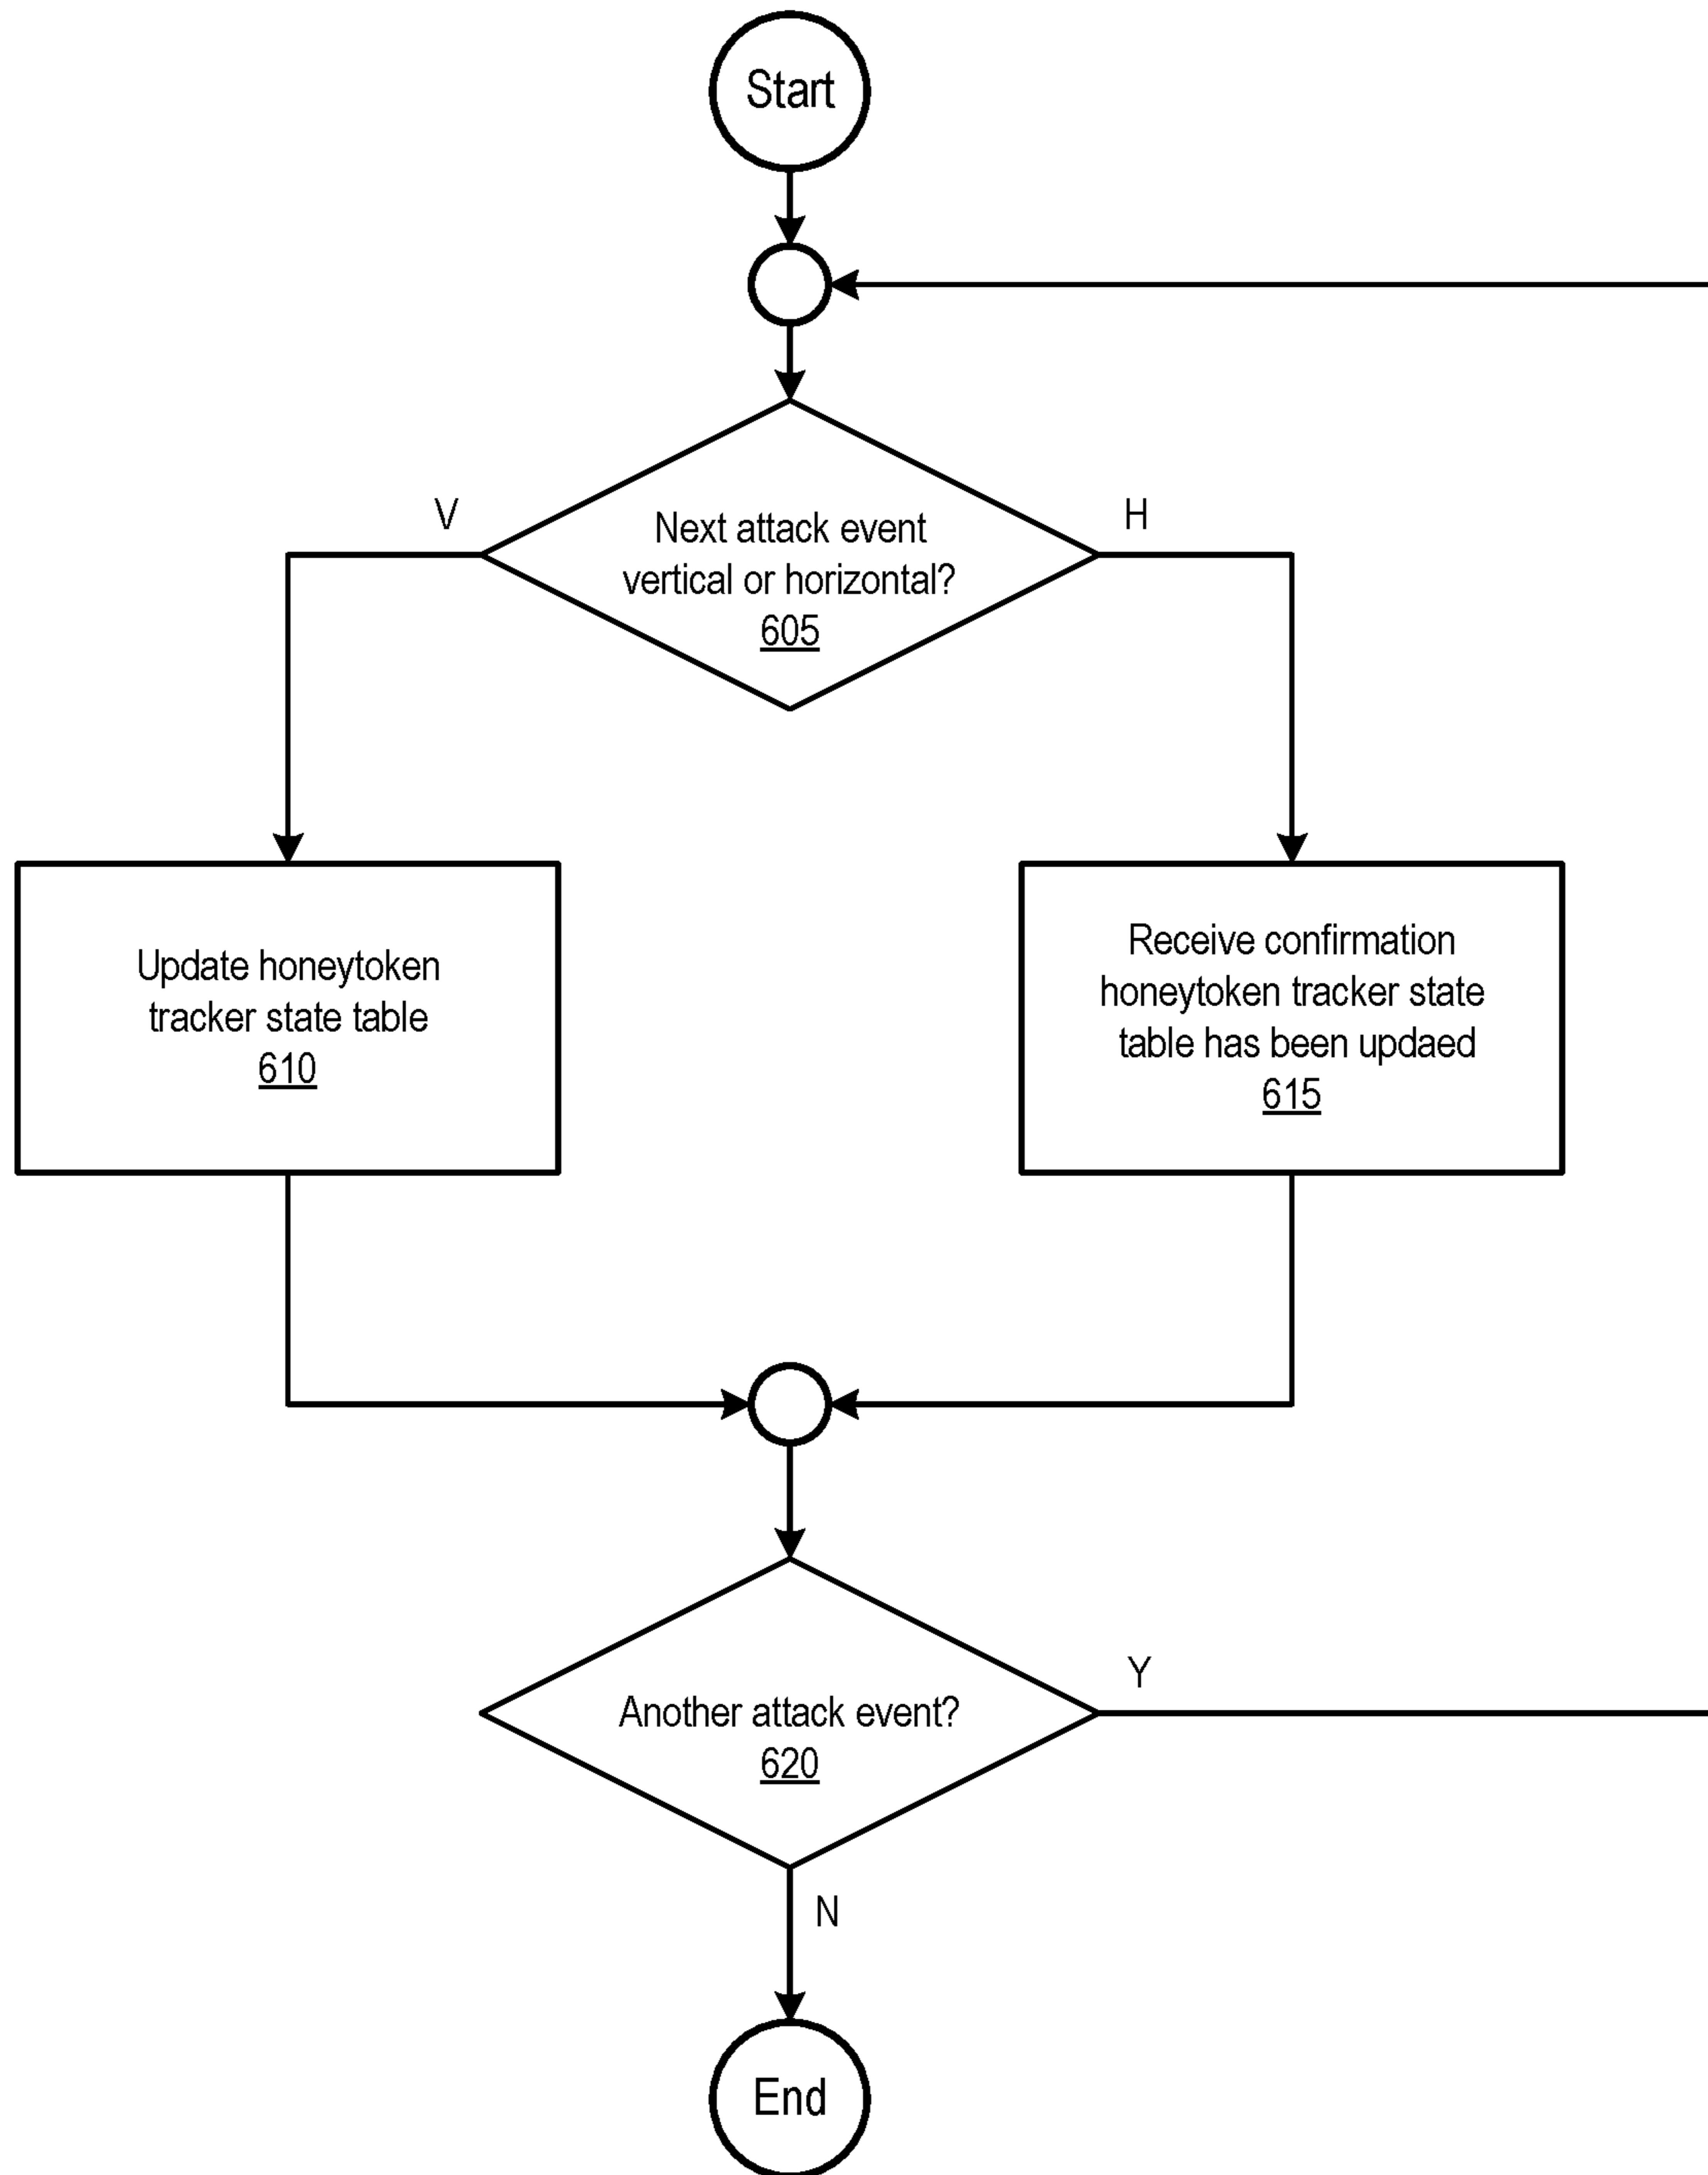 Start
V
H
Next attack event
vertical or horizontal?
605
Update honeytoken
tracker state table
610
Receive confirmation
honeytoken tracker state
table has been updaed
615
Y
Another attack event?
620
N
End